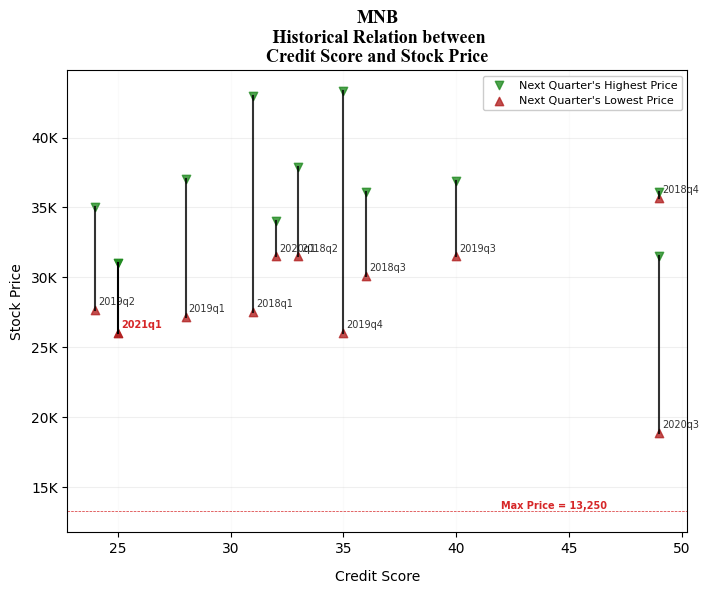 MNB
Historical Relation between
Credit Score and Stock Price
Next Quarter's Highest Price
Next Quarter's Lowest Price
Stock Price
40K
35K
30K
25K
20K
15K
2018q4
2020q1
2018q2
2019q3
2018q3
2019q2
2019q1
2018q1
2021q1
2019q4
2020q3
Max Price = 13,250
25
30
35
40
45
50
Credit Score